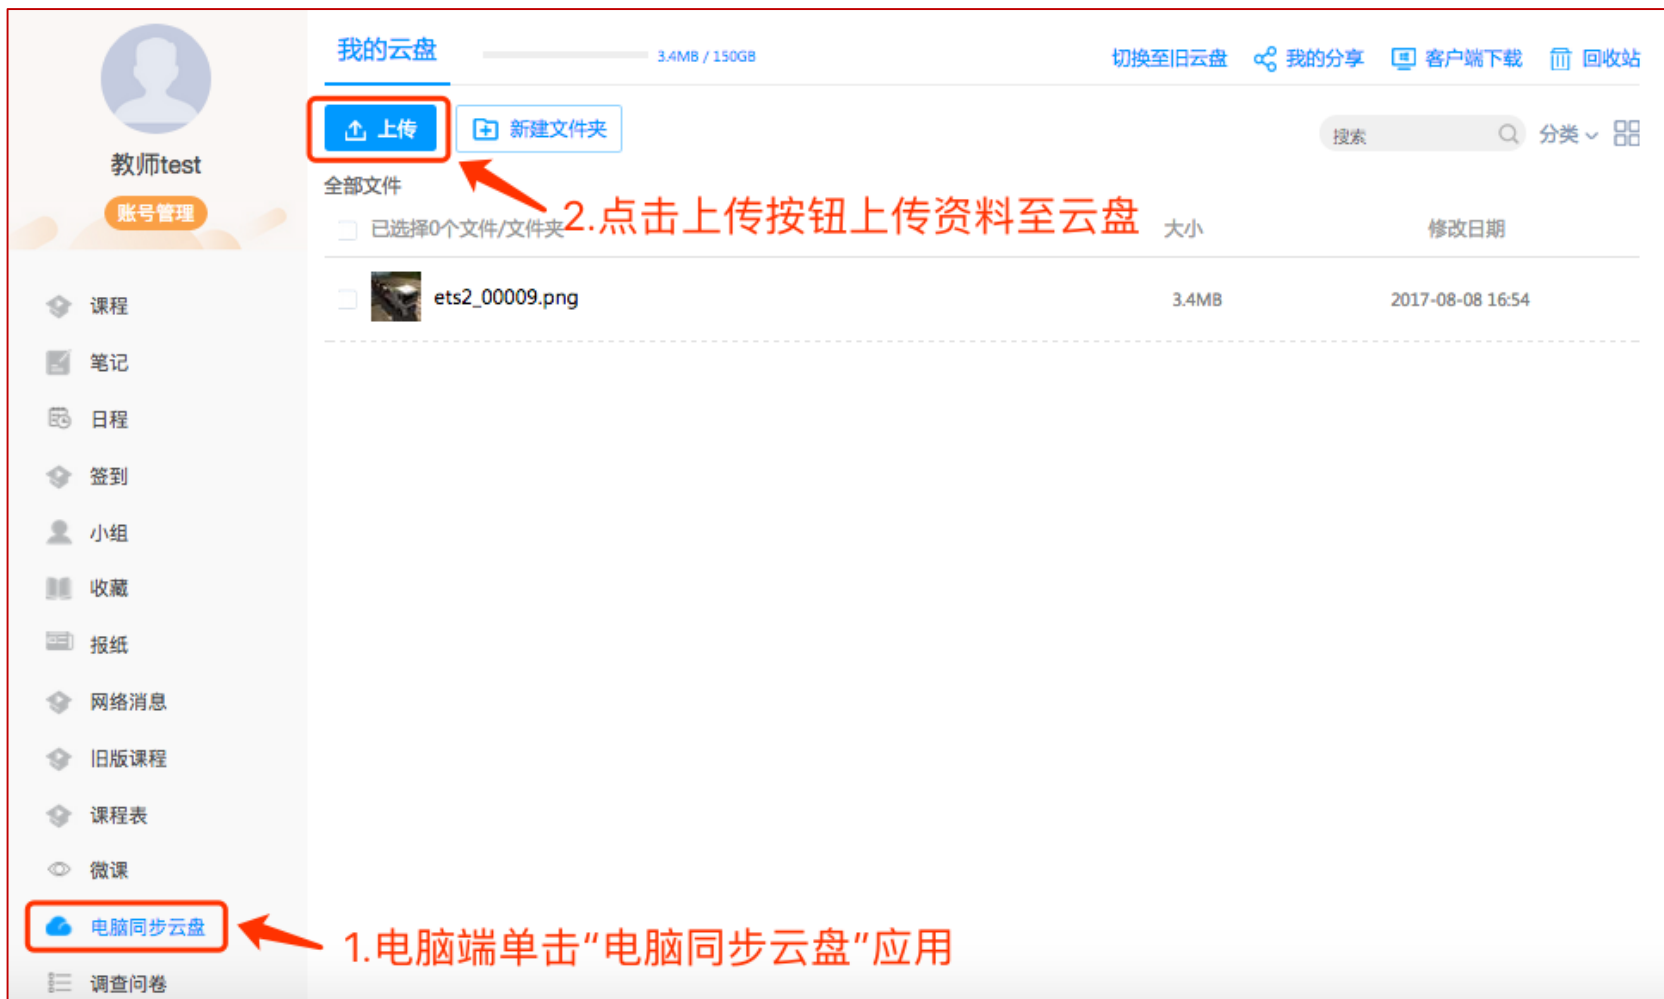 我的云盘
3.4MB / 150GB
切换至旧云盘
我的分享
客户端下载
回收站
上传
新建文件夹
搜索
分类
教师test
账号管理
全部文件
2.点击上传按钮上传资料至云盘
已选择0个文件/文件夹
大小
修改日期
ets2_00009.png
3.4MB
2017-08-08 16:54
课程
笔记
日程
签到
小组
收藏
报纸
网络消息
旧版课程
课程表
微课
电脑同步云盘
1.电脑端单击“电脑同步云盘”应用
调查问卷